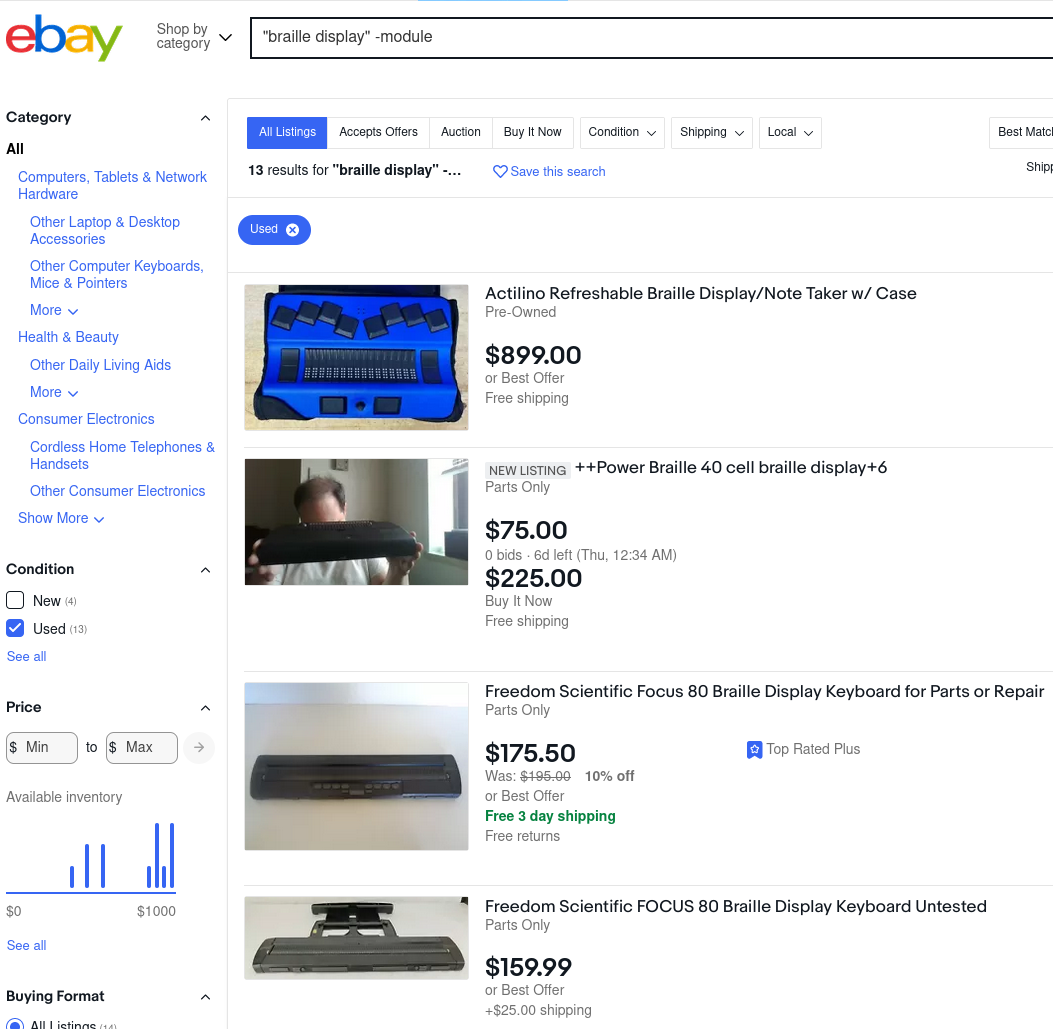 ebay
Shop by
category
"braille display" -module
Category
All
Computers, Tablets & Network
Hardware
Other Laptop & Desktop
Accessories
Other Computer Keyboards,
Mice & Pointers
More
Health & Beauty
Other Daily Living Aids
More
Consumer Electronics
Cordless Home Telephones &
Handsets
Other Consumer Electronics
Show More
Condition
New (4)
Used (13)
See all
Price
$ Min to $ Max
Available inventory
$0 $1000
See all
Buying Format
All Listings (14)
All Listings Accepts Offers Auction Buy It Now Condition Shipping Local Best Match
13 results for "braille display" -... Save this search Shipp
Used
Actilino Refreshable Braille Display/Note Taker w/ Case
Pre-Owned
$899.00
or Best Offer
Free shipping
NEW LISTING ++Power Braille 40 cell braille display+6
Parts Only
$75.00
0 bids · 6d left (Thu, 12:34 AM)
$225.00
Buy It Now
Free shipping
Freedom Scientific Focus 80 Braille Display Keyboard for Parts or Repair
Parts Only
$175.50 Top Rated Plus
Was: $195.00 10% off
or Best Offer
Free 3 day shipping
Free returns
Freedom Scientific FOCUS 80 Braille Display Keyboard Untested
Parts Only
$159.99
or Best Offer
+$25.00 shipping